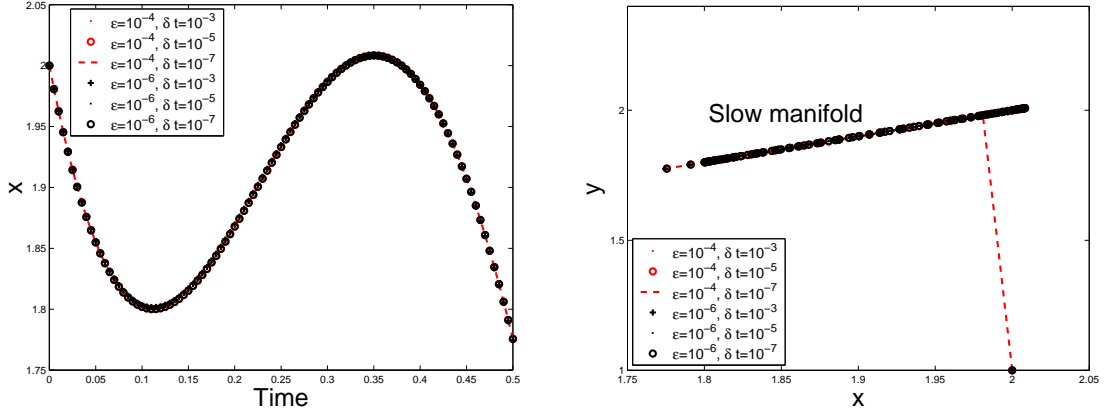 2.05
ε=10⁻⁴, δ t=10⁻³
ε=10⁻⁴, δ t=10⁻⁵
ε=10⁻⁴, δ t=10⁻⁷
ε=10⁻⁶, δ t=10⁻³
ε=10⁻⁶, δ t=10⁻⁵
ε=10⁻⁶, δ t=10⁻⁷
2
1.95
x
1.9
1.85
1.8
1.75
0 0.05 0.1 0.15 0.2 0.25 0.3 0.35 0.4 0.45 0.5
Time
2
Slow manifold
y
1.5
ε=10⁻⁴, δ t=10⁻³
ε=10⁻⁴, δ t=10⁻⁵
ε=10⁻⁴, δ t=10⁻⁷
ε=10⁻⁶, δ t=10⁻³
ε=10⁻⁶, δ t=10⁻⁵
ε=10⁻⁶, δ t=10⁻⁷
1
1.75 1.8 1.85 1.9 1.95 2 2.05
x